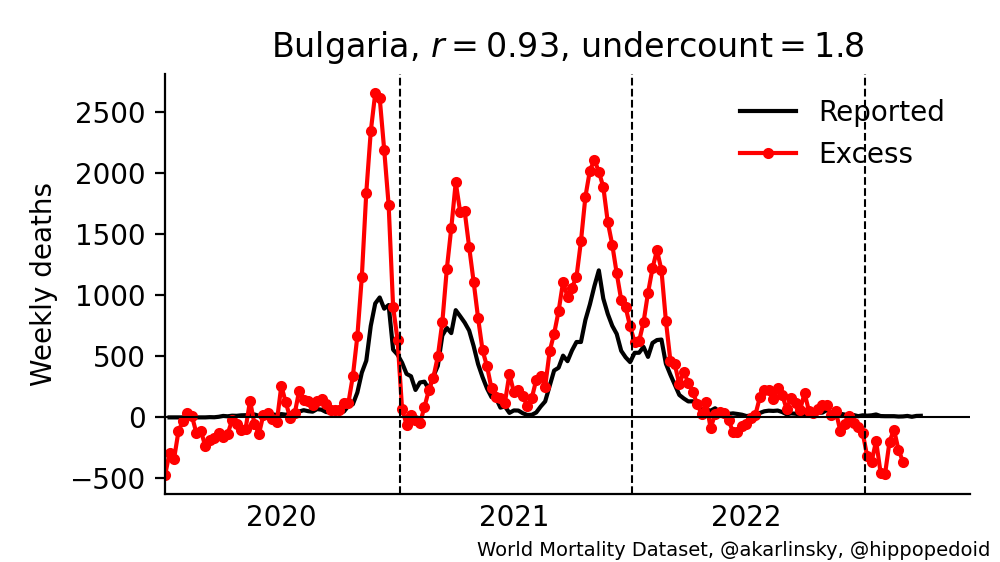 Bulgaria, r = 0.93, undercount = 1.8
Reported
Excess
Weekly deaths
2500
2000
1500
1000
500
0
−500
2020 2021 2022
World Mortality Dataset, @akarlinsky, @hippopedoid